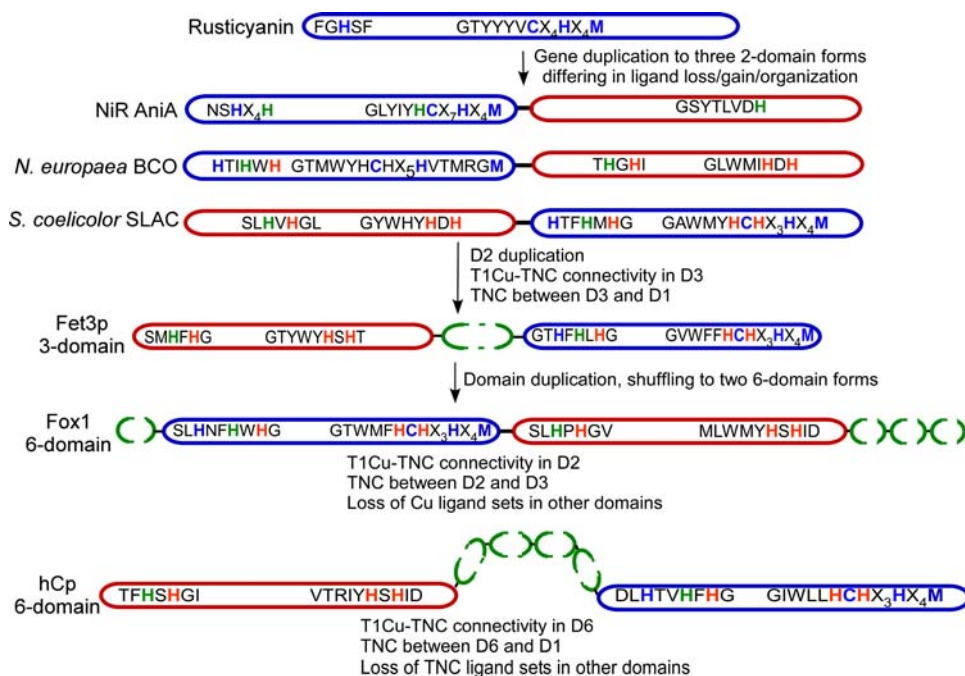 Rusticyanin
FGHSF GTYYYVCX₄HX₄M
Gene duplication to three 2-domain forms
differing in ligand loss/gain/organization
NiR AniA
NSHX₄H GLYIYHCX₇HX₄M GSYTLVDH
N. europaea BCO
HTIHWH GTMWYHCHX₅HVTMRGM THGHI GLWMIHDH
S. coelicolor SLAC
SLHVHGL GYWHYHDH HTFHMHG GAWMYHCHX₃HX₄M
D2 duplication
T1Cu-TNC connectivity in D3
TNC between D3 and D1
Fet3p
3-domain
SMHFHG GTYWYHSHT GTHFHLHG GVWFFHCHX₃HX₄M
Domain duplication, shuffling to two 6-domain forms
Fox1
6-domain
SLHNFHWHG GTWMFHCHX₃HX₄M SLHPHGV MLWMYHSHID
T1Cu-TNC connectivity in D2
TNC between D2 and D3
Loss of Cu ligand sets in other domains
hCp
6-domain
TFHSHGI VTRIYHSHID DLHTVHFHG GIWLLHCHX₃HX₄M
T1Cu-TNC connectivity in D6
TNC between D6 and D1
Loss of TNC ligand sets in other domains